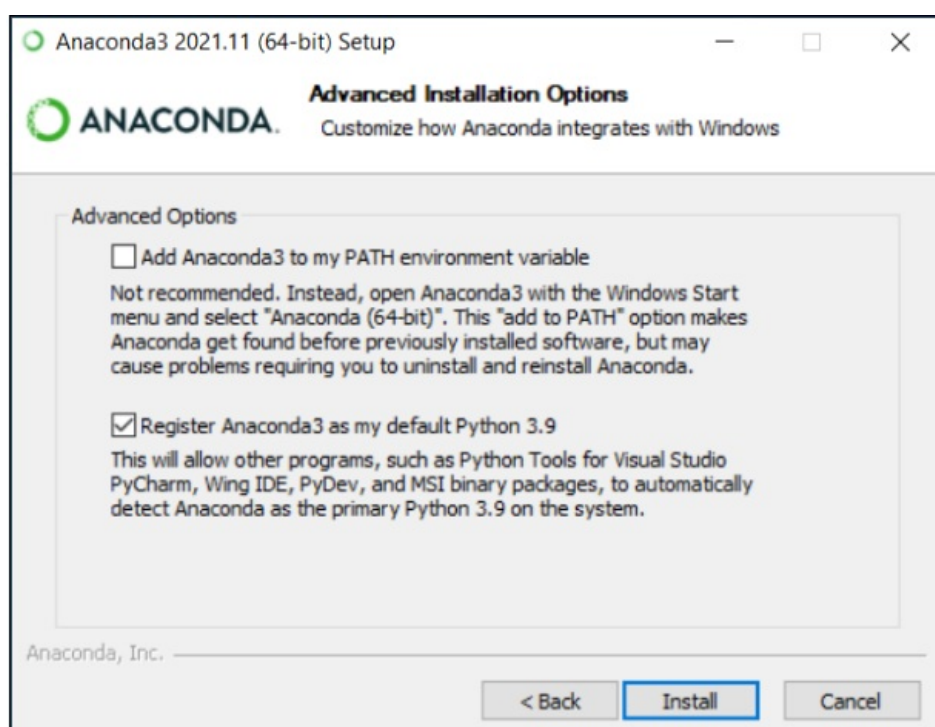 Anaconda3 2021.11 (64-bit) Setup
ANACONDA.
Advanced Installation Options
Customize how Anaconda integrates with Windows
Advanced Options
Add Anaconda3 to my PATH environment variable
Not recommended. Instead, open Anaconda3 with the Windows Start
menu and select "Anaconda (64-bit)". This "add to PATH" option makes
Anaconda get found before previously installed software, but may
cause problems requiring you to uninstall and reinstall Anaconda.
Register Anaconda3 as my default Python 3.9
This will allow other programs, such as Python Tools for Visual Studio
PyCharm, Wing IDE, PyDev, and MSI binary packages, to automatically
detect Anaconda as the primary Python 3.9 on the system.
Anaconda, Inc.
< Back Install Cancel